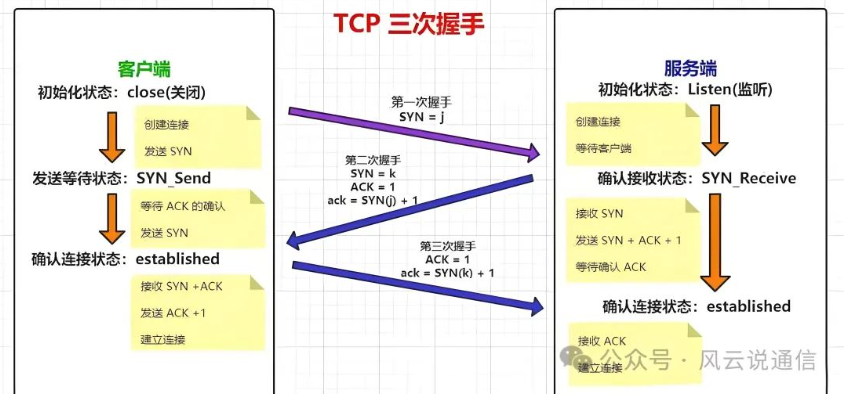 TCP 三次握手
客户端
初始化状态：close(关闭)
创建连接
发送 SYN
发送等待状态：SYN_Send
等待 ACK 的确认
发送 SYN
确认连接状态：established
接收 SYN +ACK
发送 ACK +1
建立连接
第一次握手
SYN = j
第二次握手
SYN = k
ACK = 1
ack = SYN(j) + 1
第三次握手
ACK = 1
ack = SYN(k) + 1
服务端
初始化状态：Listen(监听)
创建连接
等待客户端
确认接收状态：SYN_Receive
接收 SYN
发送 SYN + ACK + 1
等待确认 ACK
确认连接状态：established
接收 ACK
建立连接
公众号 · 风云说通信